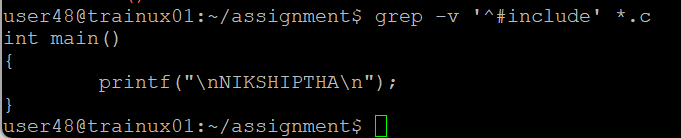 user48@trainux01:~/assignment$ grep -v '^#include' *.c
int main()
{
        printf("\nNIKSHIPTHA\n");
}
user48@trainux01:~/assignment$